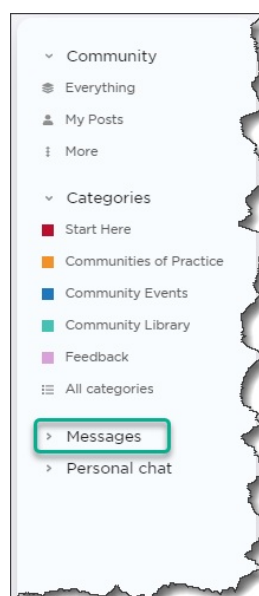 Community
Everything
My Posts
More
Categories
Start Here
Communities of Practice
Community Events
Community Library
Feedback
All categories
Messages
Personal chat